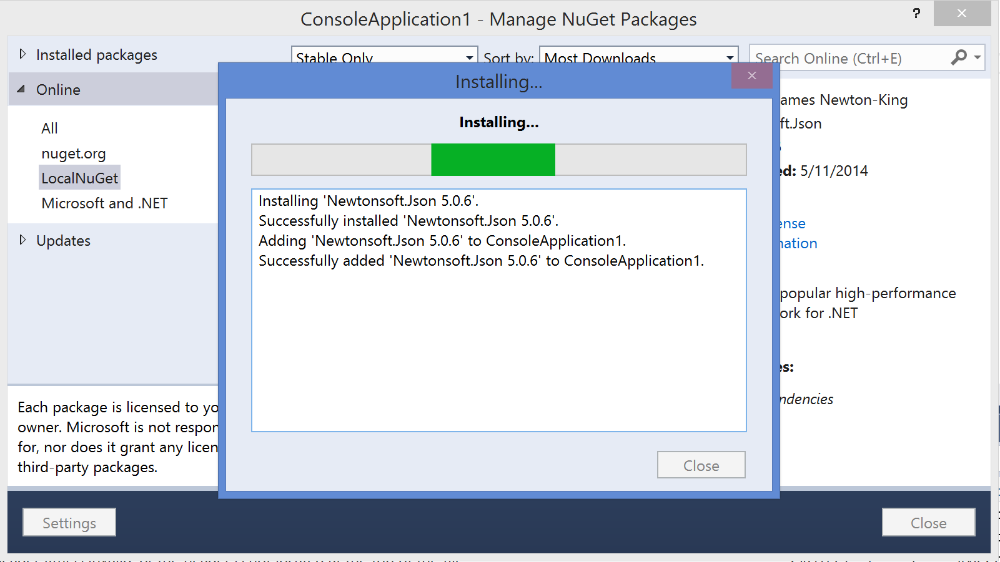 ConsoleApplication1 - Manage NuGet Packages
?
Installed packages
Stable Only
Sort by:
Most Downloads
Search Online (Ctrl+E)
Online
All
nuget.org
LocalNuGet
Microsoft and .NET
Updates
Each package is licensed to yo
owner. Microsoft is not respon
for, nor does it grant any licen
third-party packages.
Installing...
Installing...
Installing 'Newtonsoft.Json 5.0.6'.
Successfully installed 'Newtonsoft.Json 5.0.6'.
Adding 'Newtonsoft.Json 5.0.6' to ConsoleApplication1.
Successfully added 'Newtonsoft.Json 5.0.6' to ConsoleApplication1.
Close
ames Newton-King
ft.Json
ed: 5/11/2014
ense
nation
popular high-performance
ork for .NET
es:
ndencies
Settings
Close